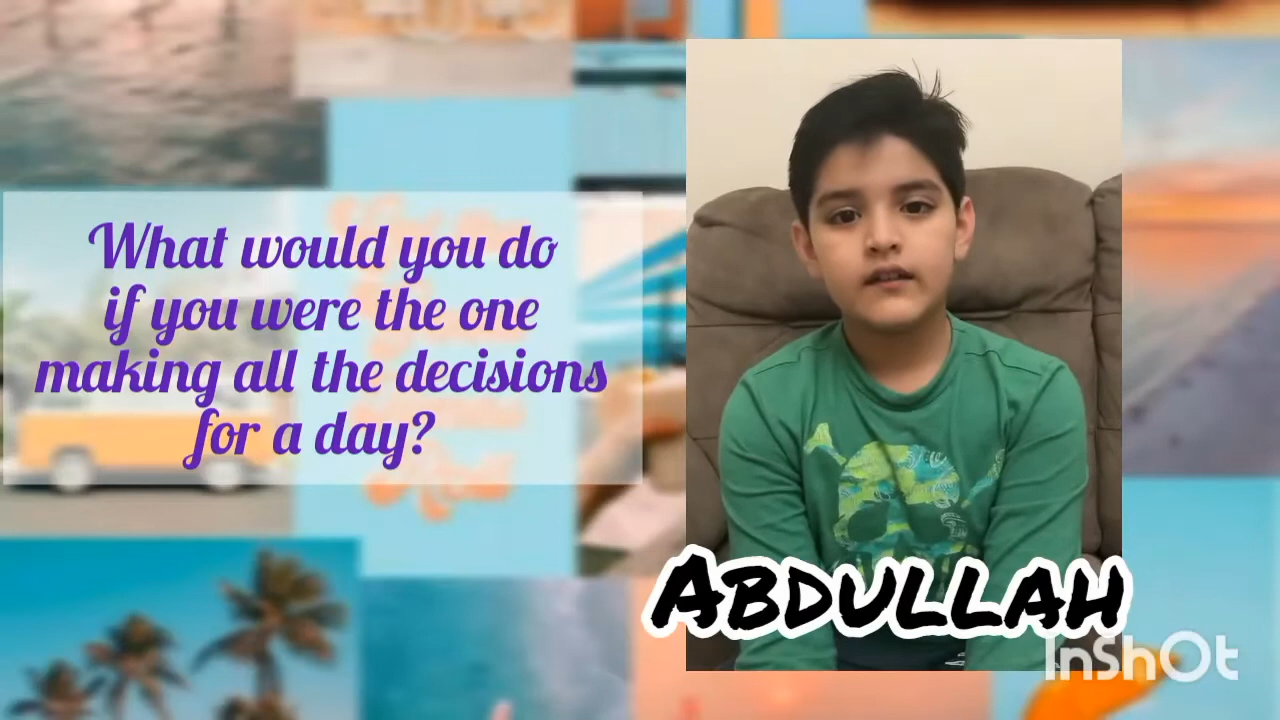 What would you do
if you were the one
making all the decisions
for a day?
ABDULLAH
InShOt